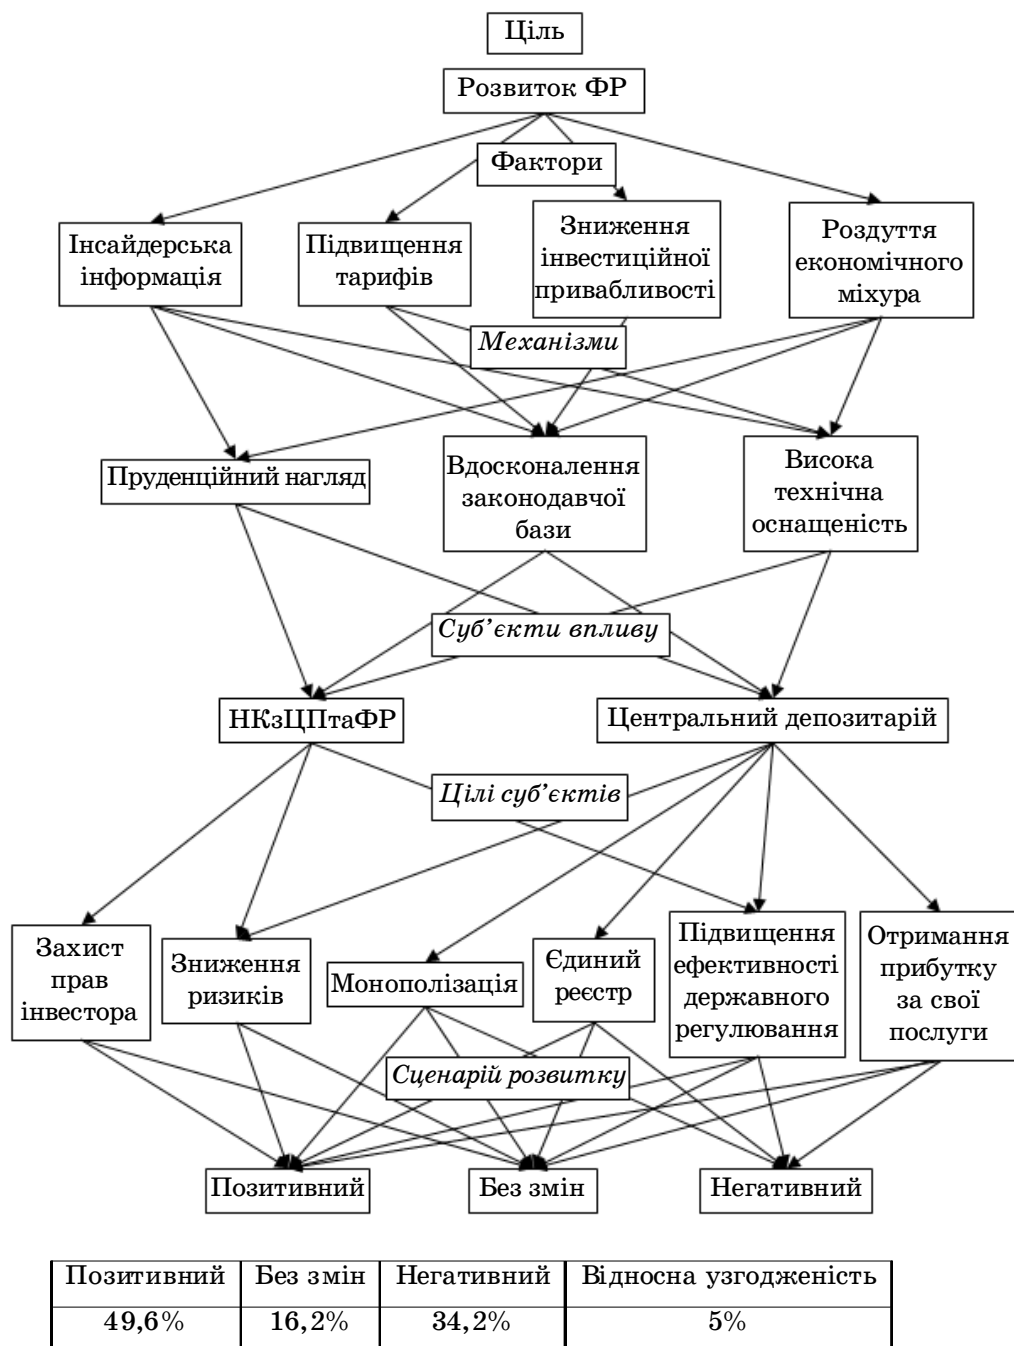 Ціль
Розвиток ФР
Фактори
Інсайдерська
інформація
Підвищення
тарифів
Зниження
інвестиційної
привабливості
Роздуття
економічного
міхура
Механізми
Пруденційний нагляд
Вдосконалення
законодавчої
бази
Висока
технічна
оснащеність
Суб’єкти впливу
НКзЦПтаФР
Центральний депозитарій
Цілі суб’єктів
Захист
прав
інвестора
Зниження
ризиків
Монополізація
Єдиний
реєстр
Підвищення
ефективності
державного
регулювання
Отримання
прибутку
за свої
послуги
Сценарій розвитку
Позитивний
Без змін
Негативний
Позитивний Без змін Негативний Відносна узгодженість
49,6% 16,2% 34,2% 5%